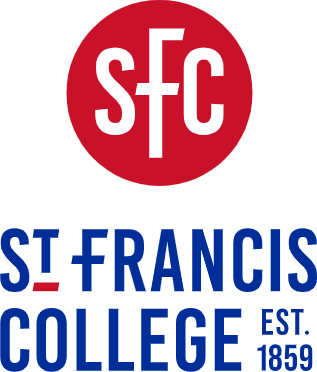 SFC
ST FRANCIS
COLLEGE EST.
1859